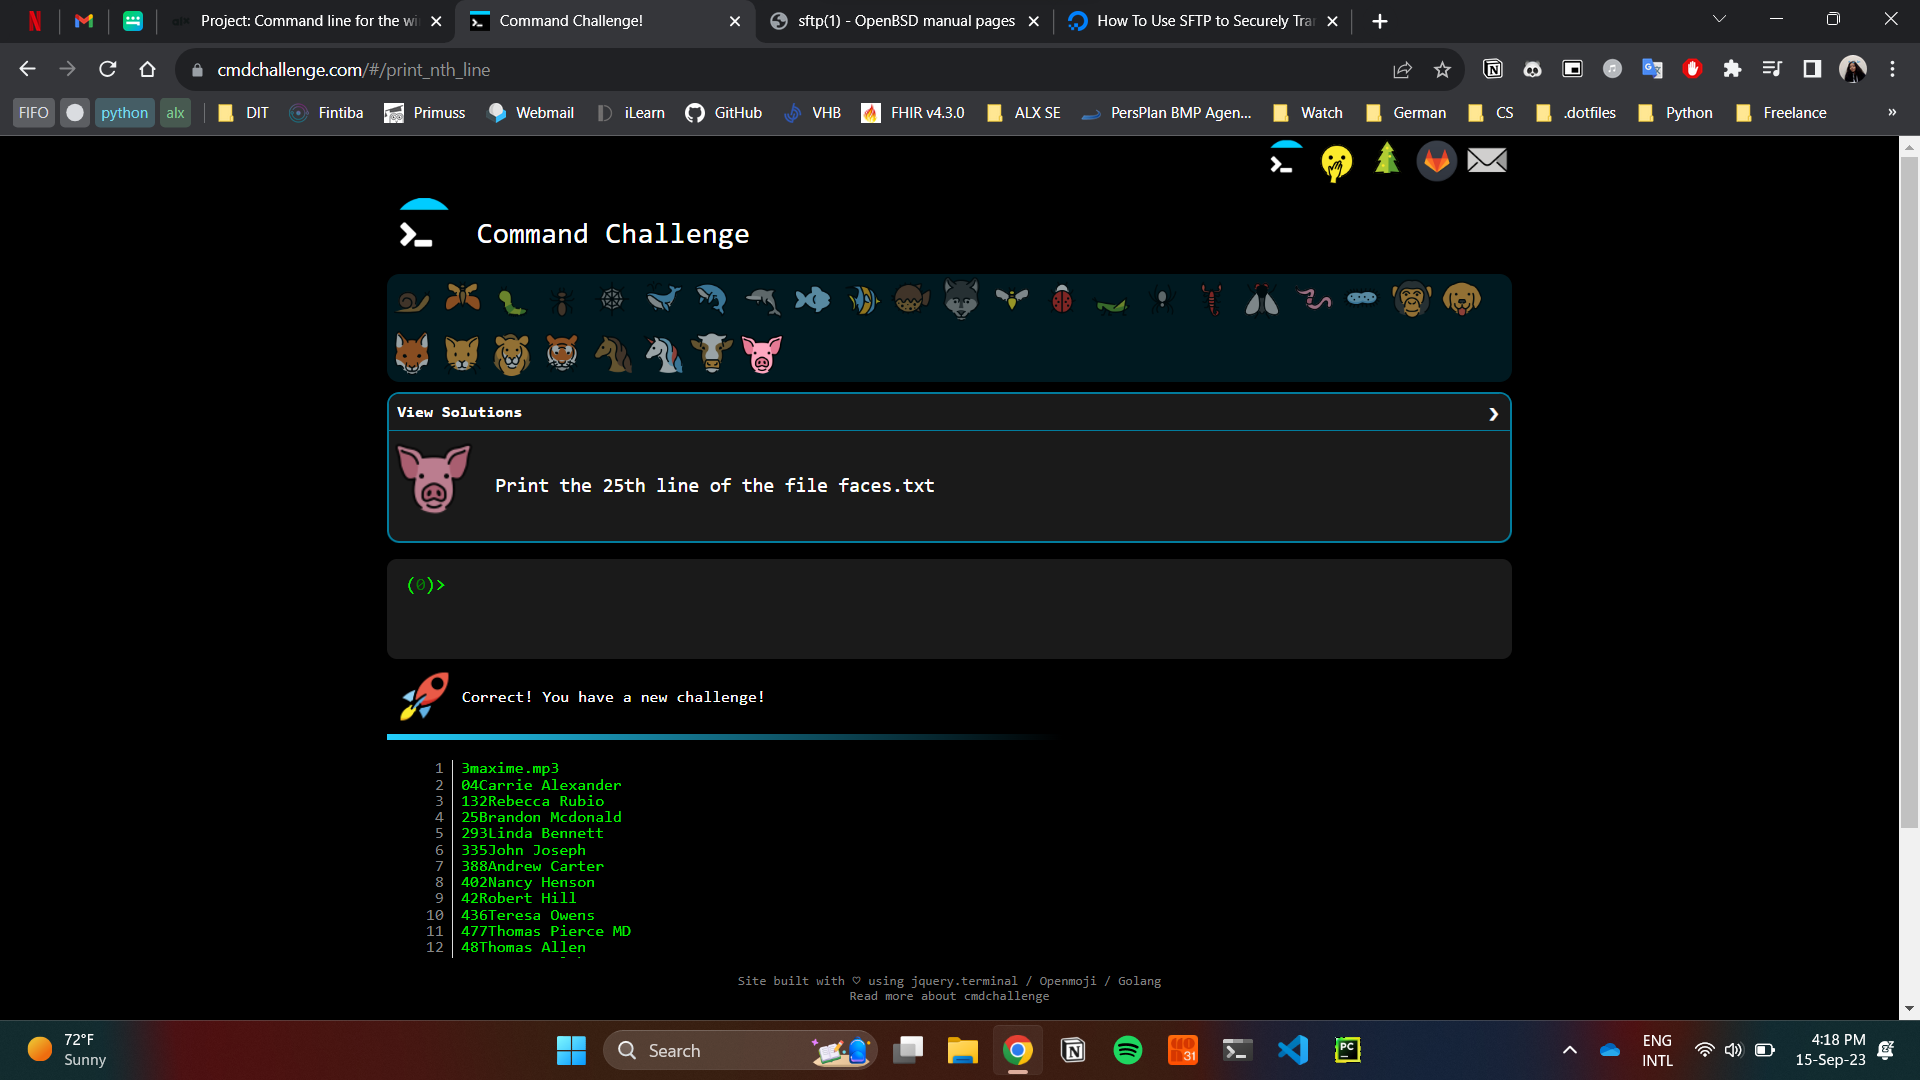 Project: Command line for the wi
Command Challenge!
sftp(1) - OpenBSD manual pages
How To Use SFTP to Securely Tra
cmdchallenge.com/#/print_nth_line
FIFO
python
alx
DIT
Fintiba
Primuss
Webmail
iLearn
GitHub
VHB
FHIR v4.3.0
ALX SE
PersPlan BMP Agen...
Watch
German
CS
.dotfiles
Python
Freelance
»
Command Challenge
View Solutions
Print the 25th line of the file faces.txt
(0)>
Correct! You have a new challenge!
1 3maxime.mp3
2 04Carrie Alexander
3 132Rebecca Rubio
4 25Brandon Mcdonald
5 293Linda Bennett
6 335John Joseph
7 388Andrew Carter
8 402Nancy Henson
9 42Robert Hill
10 436Teresa Owens
11 477Thomas Pierce MD
12 48Thomas Allen
Site built with ♡ using jquery.terminal / Openmoji / Golang
Read more about cmdchallenge
72°F
Sunny
Search
ENG
INTL
4:18 PM
15-Sep-23